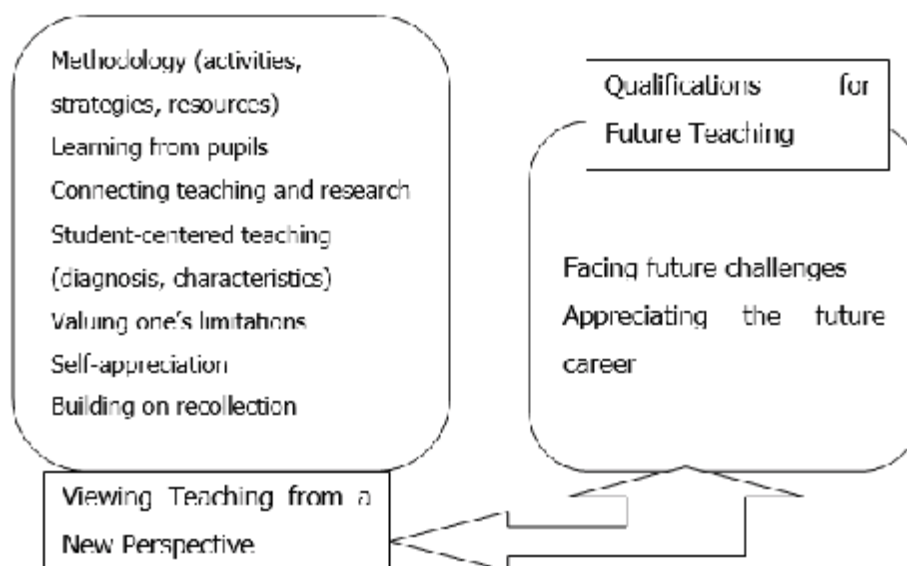 Methodology (activities,
strategies, resources)
Learning from pupils
Connecting teaching and research
Student-centered teaching
(diagnosis, characteristics)
Valuing one's limitations
Self-appreciation
Building on recollection
Viewing Teaching from a
New Perspective
Qualifications for
Future Teaching
Facing future challenges
Appreciating the future
career